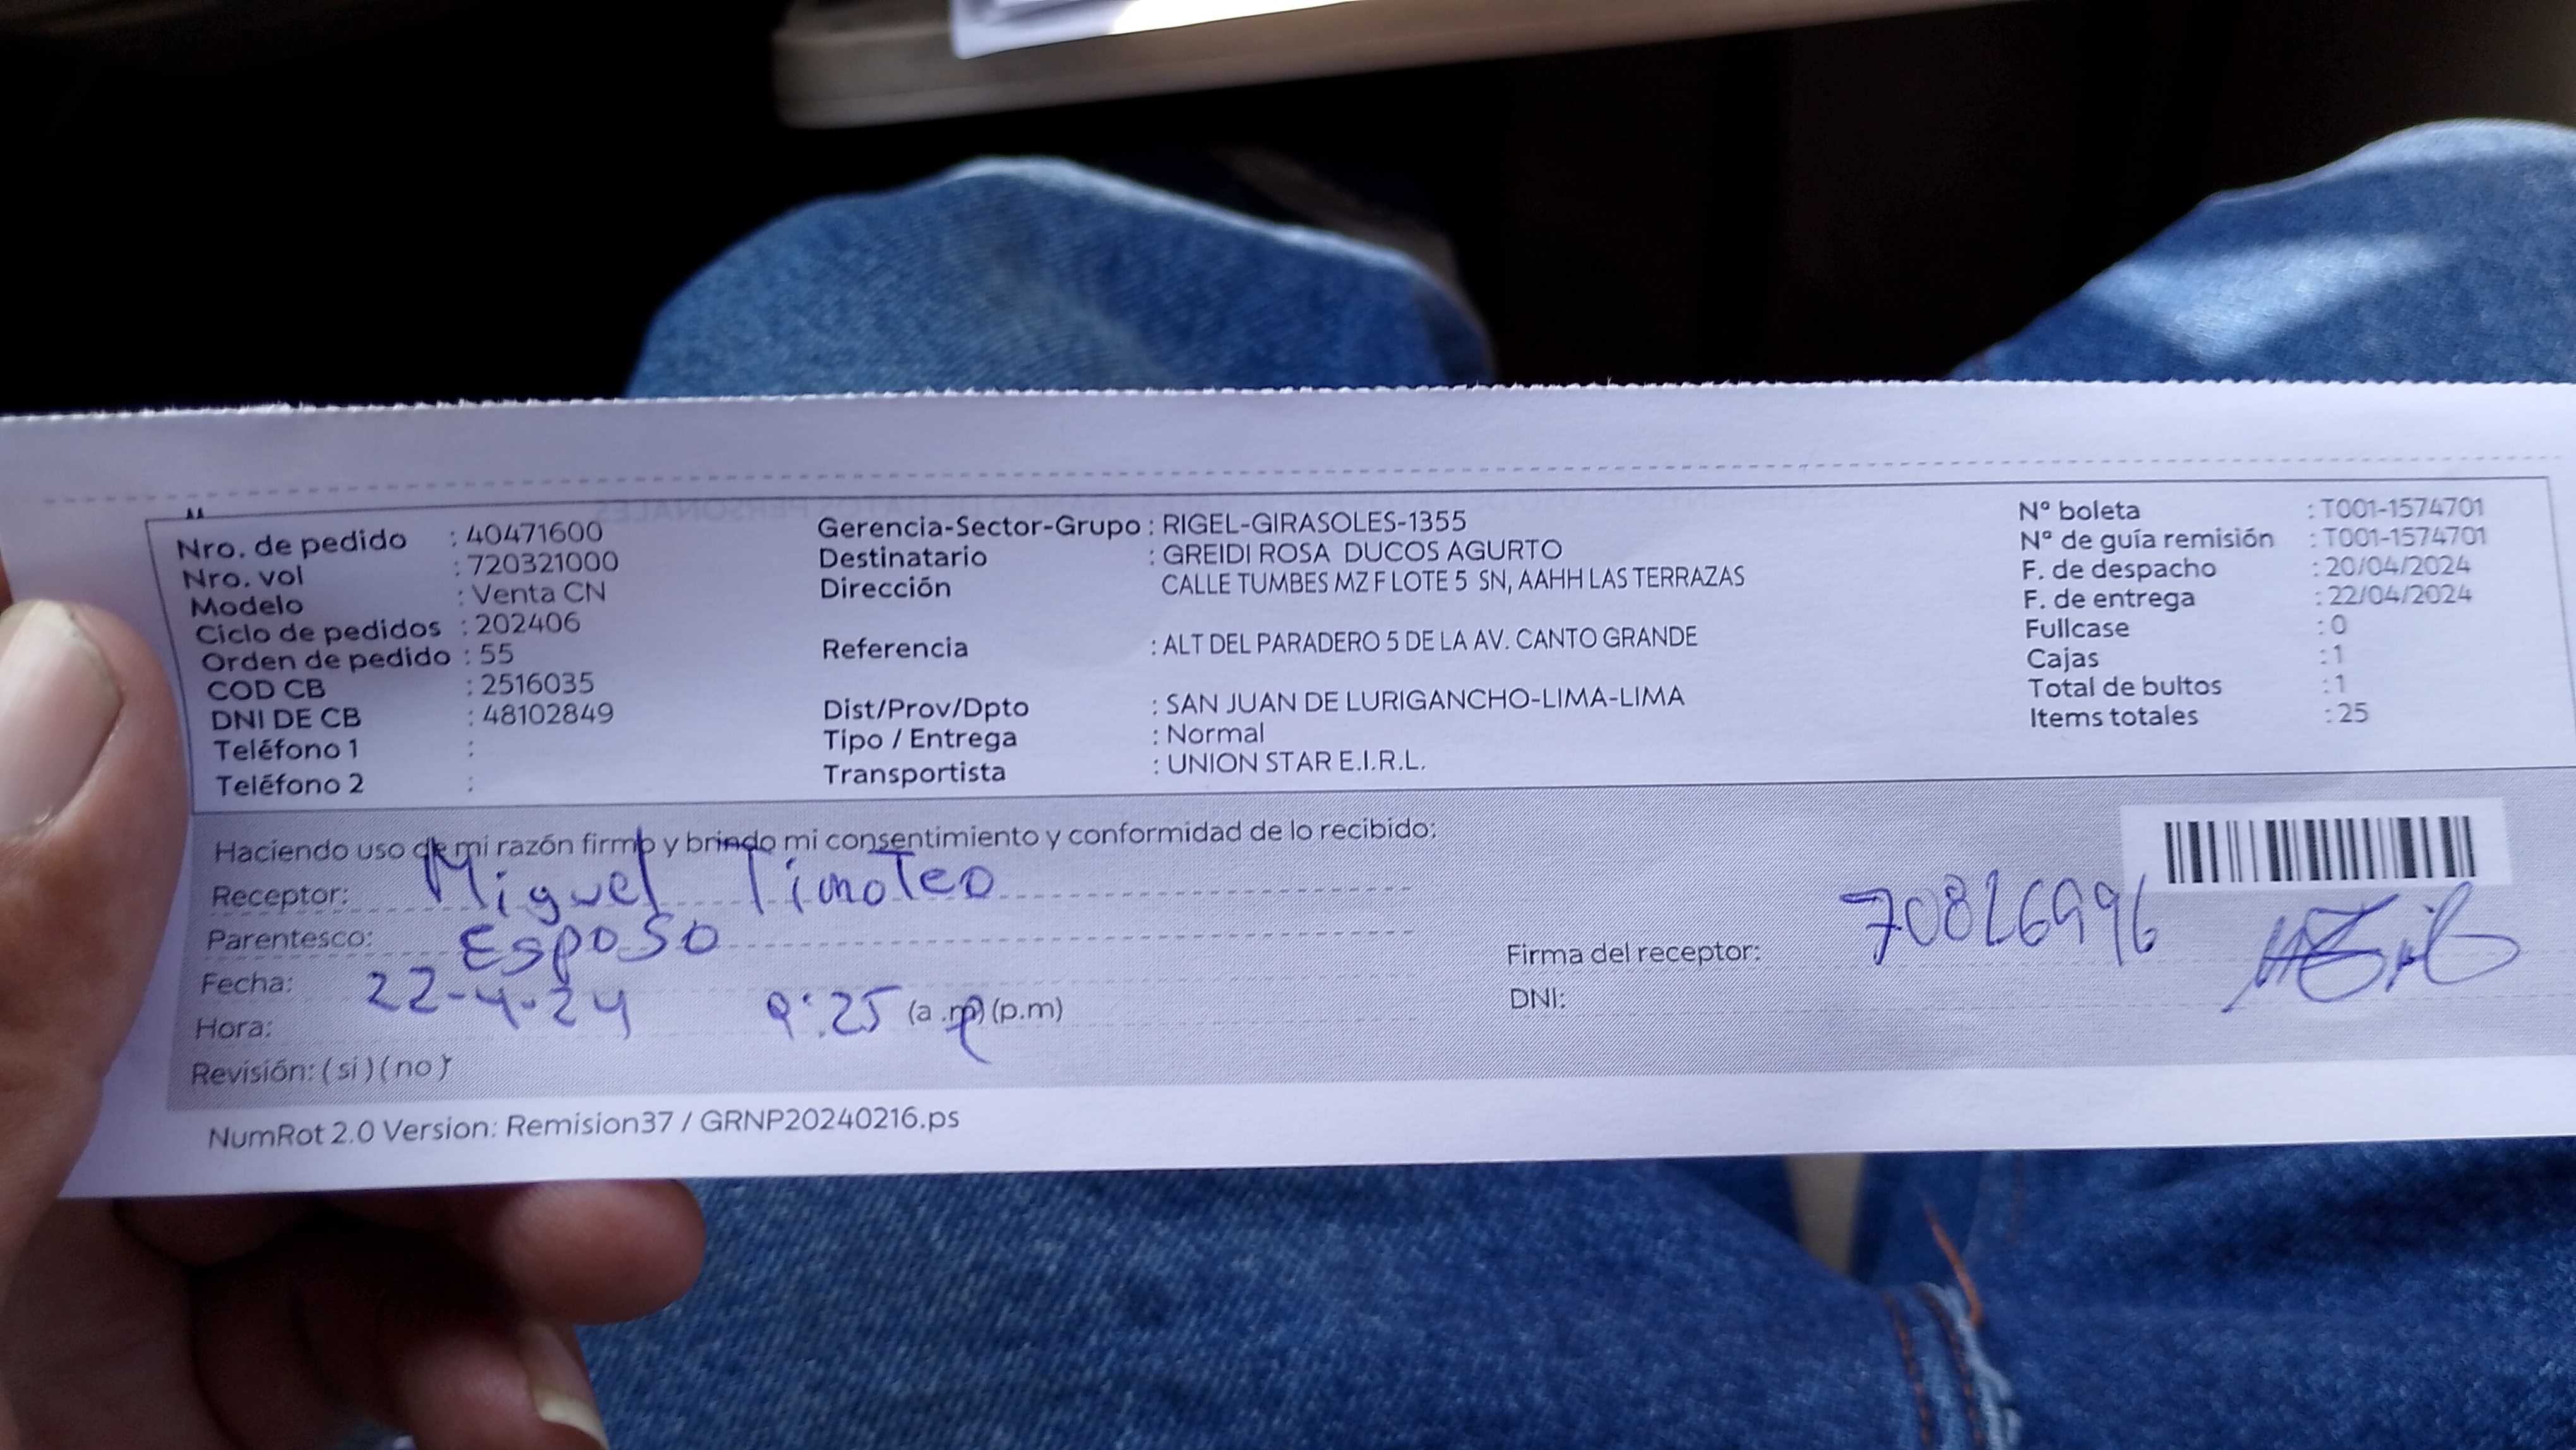 Nro. de pedido : 40471600
Nro. vol : 720321000
Modelo : Venta CN
Ciclo de pedidos : 202406
Orden de pedido : 55
COD CB : 2516035
DNI DE CB : 48102849
Teléfono 1 :
Teléfono 2 :
Gerencia-Sector-Grupo : RIGEL-GIRASOLES-1355
Destinatario : GREIDI ROSA DUCOS AGURTO
Dirección CALLE TUMBES MZ F LOTE 5 SN, AAHH LAS TERRAZAS
Referencia : ALT DEL PARADERO 5 DE LA AV. CANTO GRANDE
Dist/Prov/Dpto : SAN JUAN DE LURIGANCHO-LIMA-LIMA
Tipo / Entrega : Normal
Transportista : UNION STAR E.I.R.L.
Nº boleta : T001-1574701
Nº de guía remisión : T001-1574701
F. de despacho : 20/04/2024
F. de entrega : 22/04/2024
Fullcase : 0
Cajas : 1
Total de bultos : 1
Items totales : 25
Haciendo uso de mi razón firmo y brindo mi consentimiento y conformidad de lo recibido:
Receptor: Miguel Timoteo
Parentesco: Esposo
Fecha: 22-4-24
Hora: 9:25 (a.m) (p.m)
Revisión: (si) (no)
Firma del receptor:
DNI: 70826996
NumRot 2.0 Version: Remision37 / GRNP20240216.ps